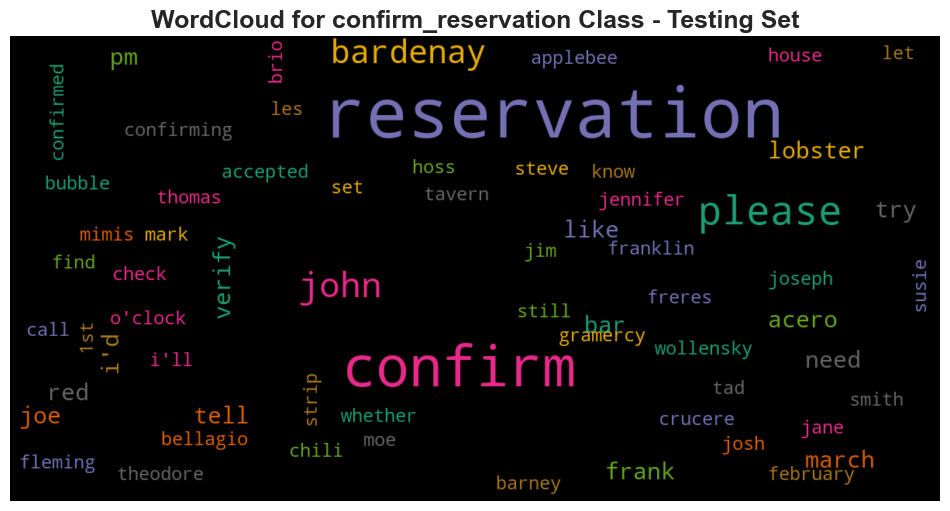 WordCloud for confirm_reservation Class - Testing Set
pm
brio
bardenay
applebee
house
let
confirmed
les
reservation
confirming
lobster
bubble
accepted
hoss
steve
know
set
tavern
thomas
jennifer
please
try
mimis
mark
verify
like
jim
franklin
find
check
john
joseph
susie
freres
call
1st
o'clock
i'd
still
bar
gramercy
acero
i'll
wollensky
need
confirm
red
strip
tad
smith
joe
tell
whether
crucere
jane
bellagio
moe
chili
josh
march
fleming
theodore
barney
frank
february